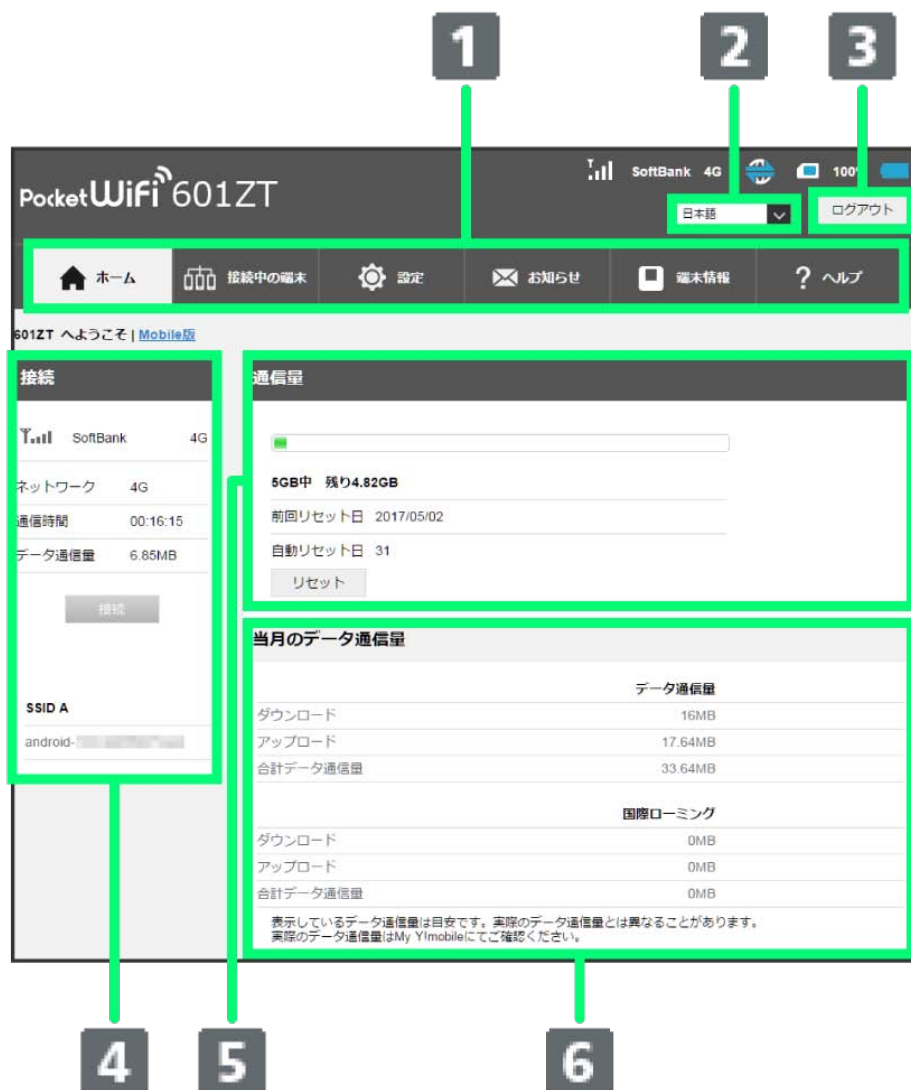 1 2 3
SoftBank 4G 100%
Pocket WiFi 601ZT
日本語 ログアウト
ホーム 接続中の端末 設定 お知らせ 端末情報 ? ヘルプ
601ZT へようこそ | Mobile版
接続
SoftBank 4G
ネットワーク 4G
通信時間 00:16:15
データ通信量 6.85MB
接続
SSID A
android-
通信量
5GB中 残り4.82GB
前回リセット日 2017/05/02
自動リセット日 31
リセット
当月のデータ通信量
データ通信量
ダウンロード 16MB
アップロード 17.64MB
合計データ通信量 33.64MB
国際ローミング
ダウンロード 0MB
アップロード 0MB
合計データ通信量 0MB
表示しているデータ通信量は目安です。実際のデータ通信量とは異なることがあります。
実際のデータ通信量はMy Y!mobileにてご確認ください。
4 5 6